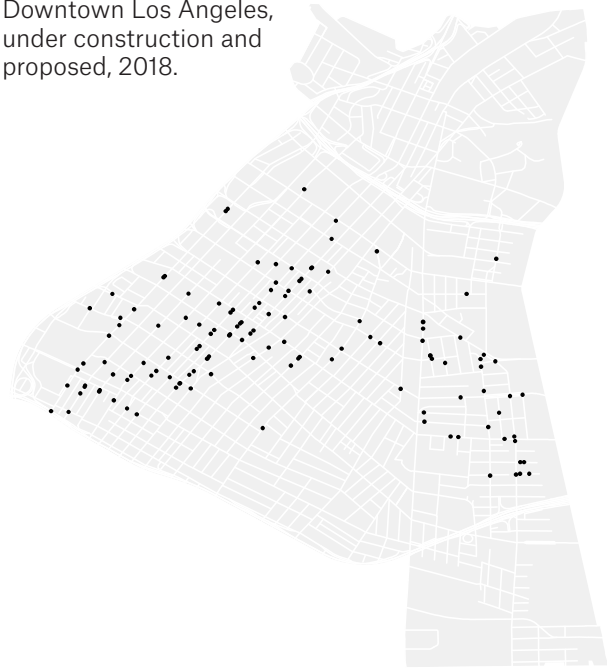 Downtown Los Angeles,
under construction and
proposed, 2018.